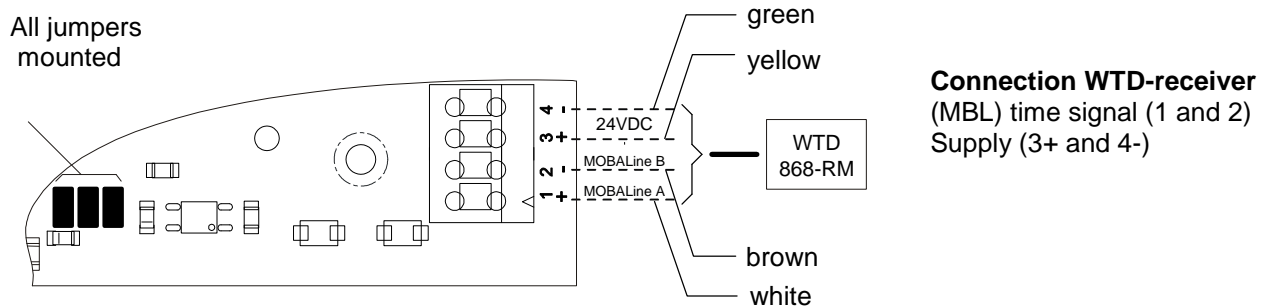 All jumpers
mounted
green
yellow
4 -
24VDC
3 +
2 -
MOBALine B
1 +
MOBALine A
brown
white
WTD
868-RM
Connection WTD-receiver
(MBL) time signal (1 and 2)
Supply (3+ and 4-)